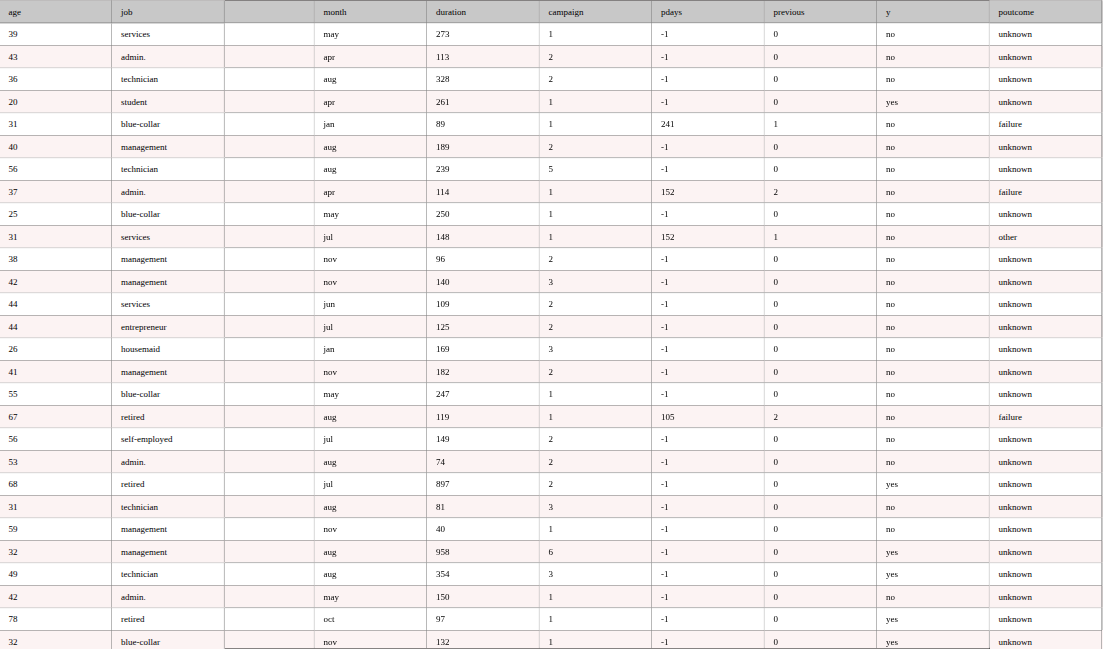 age job month duration campaign pdays previous y poutcome
39 services may 273 1 -1 0 no unknown
43 admin. apr 113 2 -1 0 no unknown
36 technician aug 328 2 -1 0 no unknown
20 student apr 261 1 -1 0 yes unknown
31 blue-collar jan 89 1 241 1 no failure
40 management aug 189 2 -1 0 no unknown
56 technician aug 239 5 -1 0 no unknown
37 admin. apr 114 1 152 2 no failure
25 blue-collar may 250 1 -1 0 no unknown
31 services jul 148 1 152 1 no other
38 management nov 96 2 -1 0 no unknown
42 management nov 140 3 -1 0 no unknown
44 services jun 109 2 -1 0 no unknown
44 entrepreneur jul 125 2 -1 0 no unknown
26 housemaid jan 169 3 -1 0 no unknown
41 management nov 182 2 -1 0 no unknown
55 blue-collar may 247 1 -1 0 no unknown
67 retired aug 119 1 105 2 no failure
56 self-employed jul 149 2 -1 0 no unknown
53 admin. aug 74 2 -1 0 no unknown
68 retired jul 897 2 -1 0 yes unknown
31 technician aug 81 3 -1 0 no unknown
59 management nov 40 1 -1 0 no unknown
32 management aug 958 6 -1 0 yes unknown
49 technician aug 354 3 -1 0 yes unknown
42 admin. may 150 1 -1 0 no unknown
78 retired oct 97 1 -1 0 yes unknown
32 blue-collar nov 132 1 -1 0 yes unknown